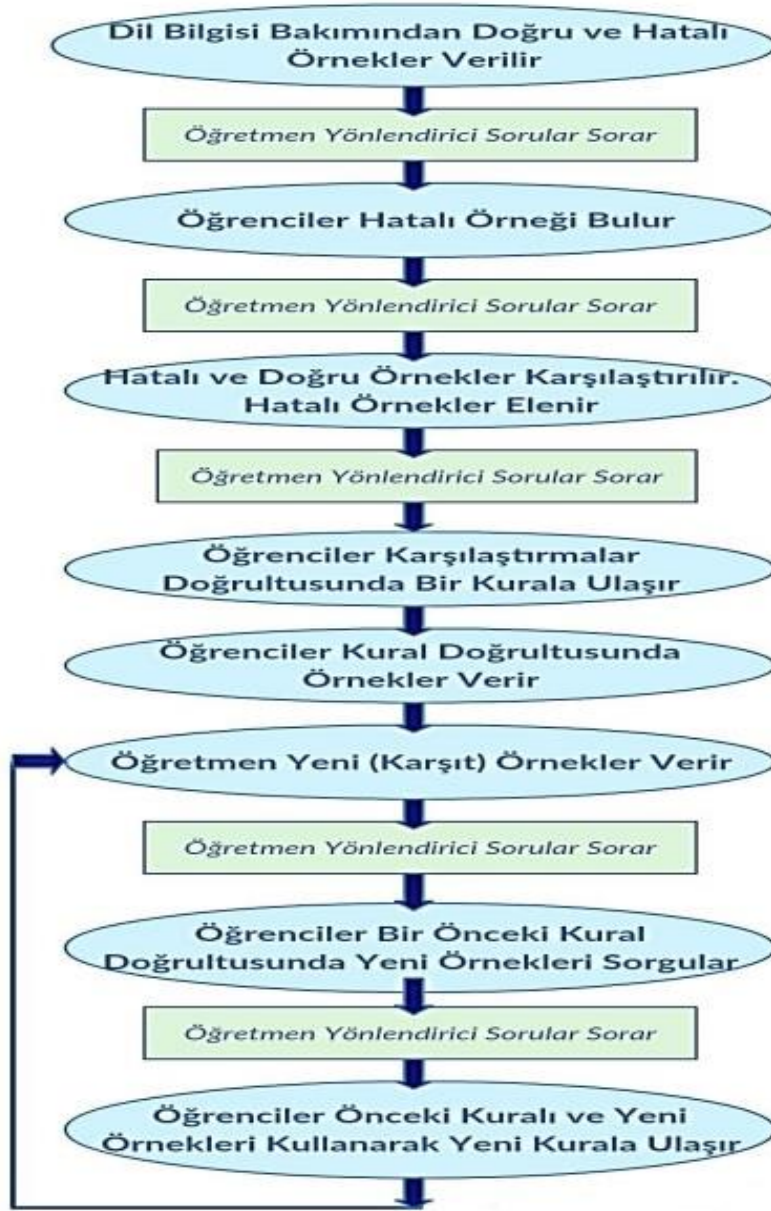 Dil Bilgisi Bakımından Doğru ve Hatalı
Örnekler Verilir
Öğretmen Yönlendirici Sorular Sorar
Öğrenciler Hatalı Örneği Bulur
Öğretmen Yönlendirici Sorular Sorar
Hatalı ve Doğru Örnekler Karşılaştırılır.
Hatalı Örnekler Elenir
Öğretmen Yönlendirici Sorular Sorar
Öğrenciler Karşılaştırmalar
Doğrultusunda Bir Kurala Ulaşır
Öğrenciler Kural Doğrultusunda
Örnekler Verir
Öğretmen Yeni (Karşıt) Örnekler Verir
Öğretmen Yönlendirici Sorular Sorar
Öğrenciler Bir Önceki Kural
Doğrultusunda Yeni Örnekleri Sorgular
Öğretmen Yönlendirici Sorular Sorar
Öğrenciler Önceki Kuralı ve Yeni
Örnekleri Kullanarak Yeni Kurala Ulaşır